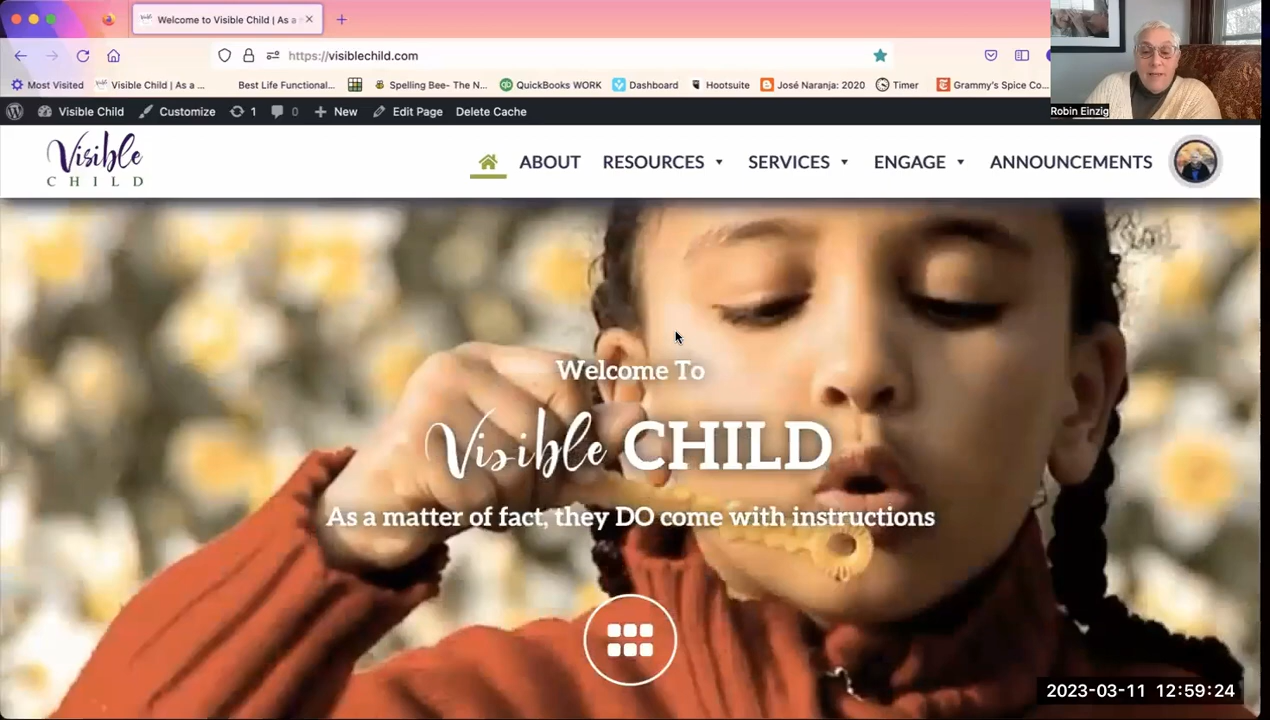 Welcome to Visible Child | As a
https://visiblechild.com
Most Visited
Visible Child | As a ...
Best Life Functional...
Spelling Bee- The N...
QuickBooks WORK
Dashboard
Hootsuite
José Naranja: 2020
Timer
Grammy's Spice Co...
Robin Einzig
Visible Child
Customize
1
0
New
Edit Page
Delete Cache
Visible
CHILD
ABOUT
RESOURCES
SERVICES
ENGAGE
ANNOUNCEMENTS
Welcome To
Visible CHILD
As a matter of fact, they DO come with instructions
2023-03-11 12:59:24